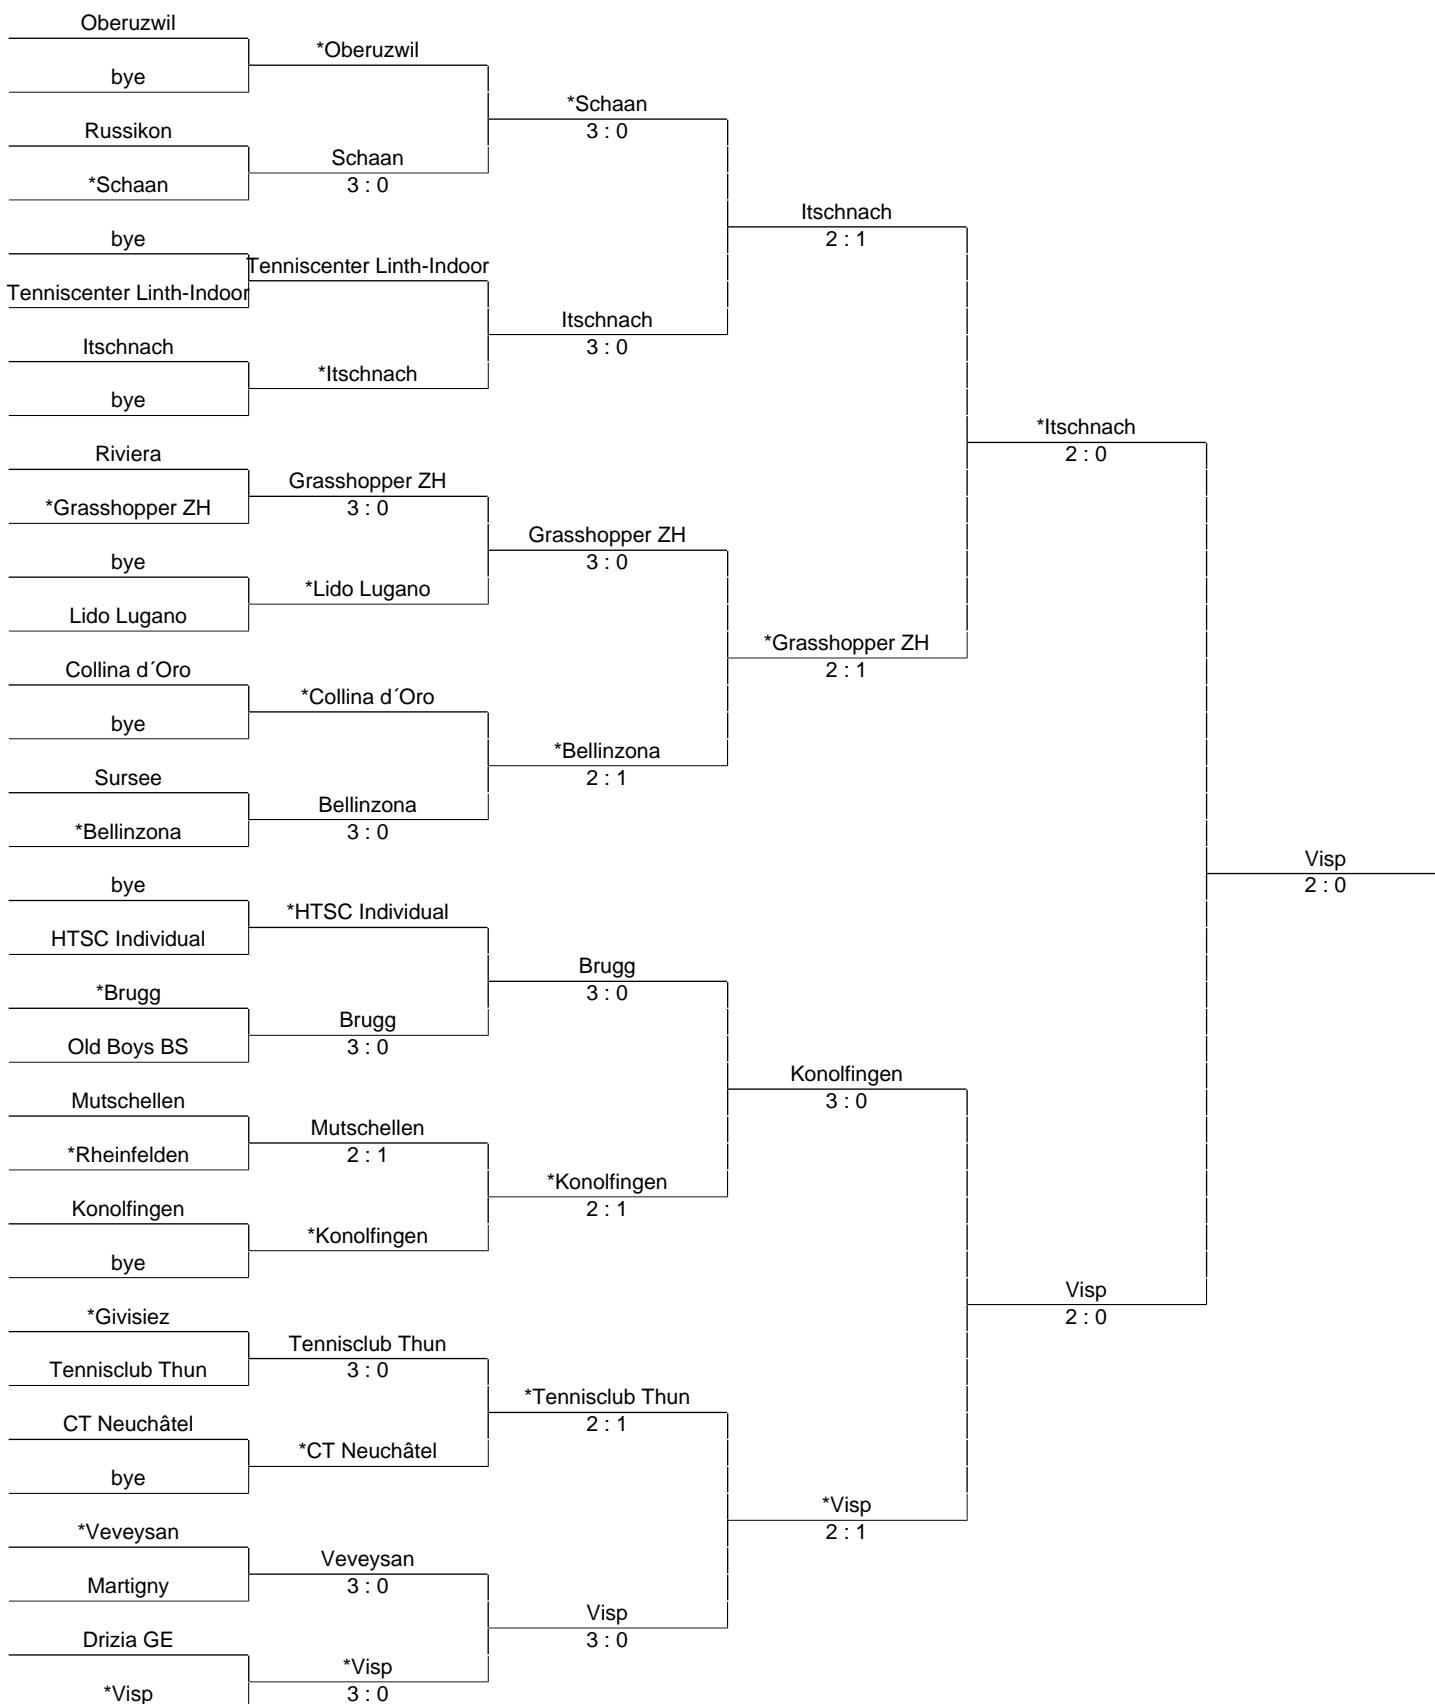 Oberuzwil
*Oberuzwil
bye
*Schaan
3 : 0
Russikon
Schaan
3 : 0
*Schaan
Itschnach
2 : 1
bye
Tenniscenter Linth-Indoor
Tenniscenter Linth-Indoor
Itschnach
3 : 0
Itschnach
*Itschnach
bye
*Itschnach
2 : 0
Riviera
Grasshopper ZH
3 : 0
*Grasshopper ZH
Grasshopper ZH
3 : 0
bye
*Lido Lugano
Lido Lugano
*Grasshopper ZH
2 : 1
Collina d´Oro
*Collina d´Oro
bye
*Bellinzona
2 : 1
Sursee
Bellinzona
3 : 0
*Bellinzona
Visp
2 : 0
bye
*HTSC Individual
HTSC Individual
Brugg
3 : 0
*Brugg
Brugg
3 : 0
Old Boys BS
Konolfingen
3 : 0
Mutschellen
Mutschellen
2 : 1
*Rheinfelden
*Konolfingen
2 : 1
Konolfingen
*Konolfingen
bye
Visp
2 : 0
*Givisiez
Tennisclub Thun
3 : 0
Tennisclub Thun
*Tennisclub Thun
2 : 1
CT Neuchâtel
*CT Neuchâtel
bye
*Visp
2 : 1
*Veveysan
Veveysan
3 : 0
Martigny
Visp
3 : 0
Drizia GE
*Visp
3 : 0
*Visp